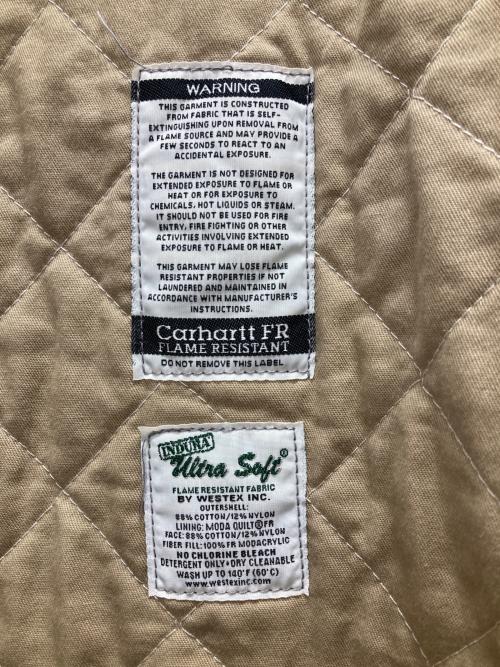 WARNING
THIS GARMENT IS CONSTRUCTED
FROM FABRIC THAT IS SELF-
EXTINGUISHING UPON REMOVAL FROM
A FLAME SOURCE AND MAY PROVIDE A
FEW SECONDS TO REACT TO AN
ACCIDENTAL EXPOSURE.
THE GARMENT IS NOT DESIGNED FOR
EXTENDED EXPOSURE TO FLAME OR
HEAT OR FOR EXPOSURE TO
CHEMICALS, HOT LIQUIDS OR STEAM.
IT SHOULD NOT BE USED FOR FIRE
ENTRY, FIRE FIGHTING OR OTHER
ACTIVITIES INVOLVING EXTENDED
EXPOSURE TO FLAME OR HEAT.
THIS GARMENT MAY LOSE FLAME
RESISTANT PROPERTIES IF NOT
LAUNDERED AND MAINTAINED IN
ACCORDANCE WITH MANUFACTURER'S
INSTRUCTIONS.
Carhartt FR
FLAME RESISTANT
DO NOT REMOVE THIS LABEL
INDURA
Ultra Soft®
FLAME RESISTANT FABRIC
BY WESTEX INC.
OUTERSHELL:
88% COTTON/12% NYLON
LINING: MODA QUILT®FR
FACE: 88% COTTON/12% NYLON
FIBER FILL: 100% FR MODACRYLIC
NO CHLORINE BLEACH
DETERGENT ONLY•DRY CLEANABLE
WASH UP TO 140°F (60°C)
www.westexinc.com